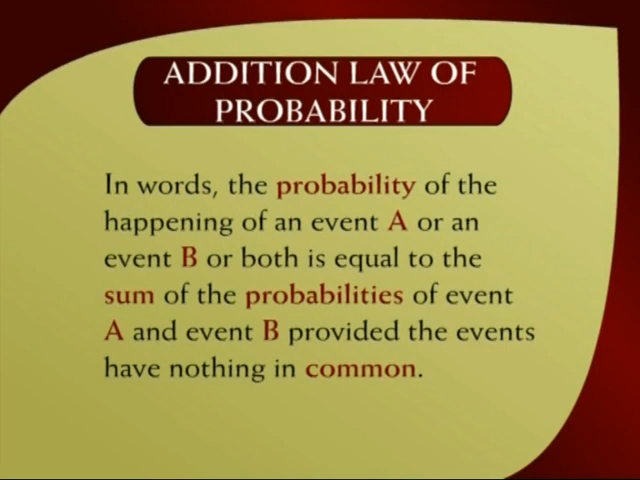 ADDITION LAW OF
PROBABILITY
In words, the probability of the
happening of an event A or an
event B or both is equal to the
sum of the probabilities of event
A and event B provided the events
have nothing in common.